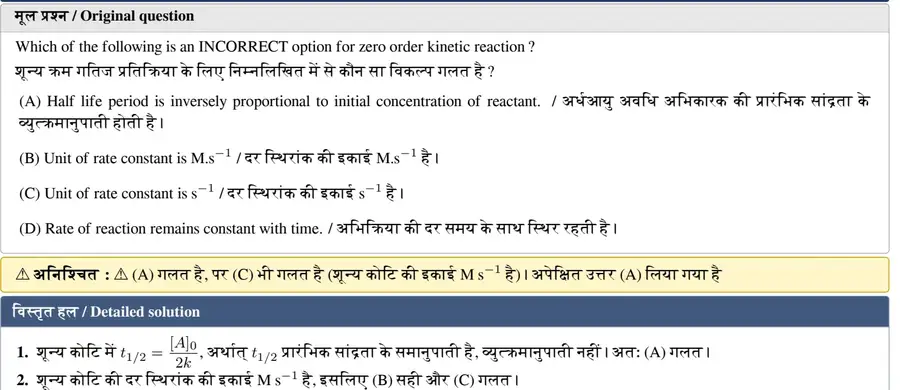 मूल प्रश्न / Original question
Which of the following is an INCORRECT option for zero order kinetic reaction ?
शून्य क्रम गतिज प्रतिक्रिया के लिए निम्नलिखित में से कौन सा विकल्प गलत है ?
(A) Half life period is inversely proportional to initial concentration of reactant. / अर्धआयु अवधि अभिकारक की प्रारंभिक सांद्रता के
व्युत्क्रमानुपाती होती है।
(B) Unit of rate constant is M.s⁻¹ / दर स्थिरांक की इकाई M.s⁻¹ है।
(C) Unit of rate constant is s⁻¹ / दर स्थिरांक की इकाई s⁻¹ है।
(D) Rate of reaction remains constant with time. / अभिक्रिया की दर समय के साथ स्थिर रहती है।
⚠ अनिश्चित : ⚠ (A) गलत है, पर (C) भी गलत है (शून्य कोटि की इकाई M s⁻¹ है)। अपेक्षित उत्तर (A) लिया गया है
विस्तृत हल / Detailed solution
1. शून्य कोटि में t₁/₂ = [A]₀/2k, अर्थात् t₁/₂ प्रारंभिक सांद्रता के समानुपाती है, व्युत्क्रमानुपाती नहीं। अतः (A) गलत।
2. शून्य कोटि की दर स्थिरांक की इकाई M s⁻¹ है, इसलिए (B) सही और (C) गलत।